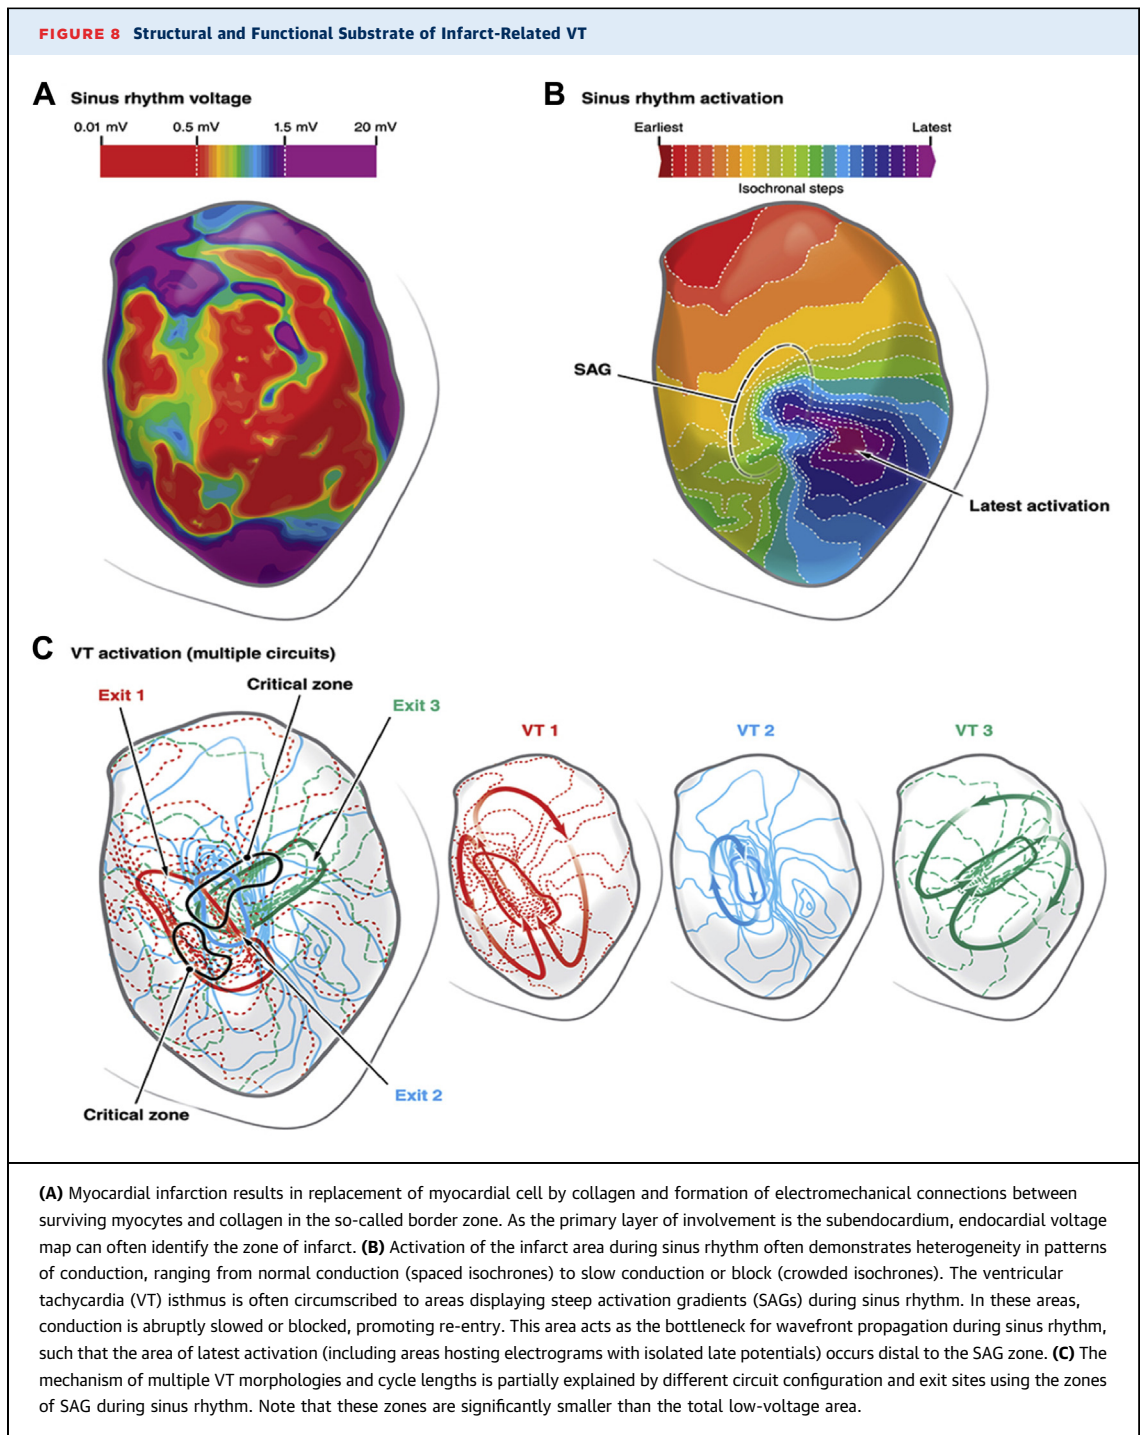 FIGURE 8 Structural and Functional Substrate of Infarct-Related VT
A Sinus rhythm voltage
0.01 mV 0.5 mV 1.5 mV 20 mV
B Sinus rhythm activation
Earliest Latest
Isochronal steps
SAG
Latest activation
C VT activation (multiple circuits)
Critical zone
Exit 1
Exit 3
Exit 2
Critical zone
VT 1
VT 2
VT 3
(A) Myocardial infarction results in replacement of myocardial cell by collagen and formation of electromechanical connections between
surviving myocytes and collagen in the so-called border zone. As the primary layer of involvement is the subendocardium, endocardial voltage
map can often identify the zone of infarct. (B) Activation of the infarct area during sinus rhythm often demonstrates heterogeneity in patterns
of conduction, ranging from normal conduction (spaced isochrones) to slow conduction or block (crowded isochrones). The ventricular
tachycardia (VT) isthmus is often circumscribed to areas displaying steep activation gradients (SAGs) during sinus rhythm. In these areas,
conduction is abruptly slowed or blocked, promoting re-entry. This area acts as the bottleneck for wavefront propagation during sinus rhythm,
such that the area of latest activation (including areas hosting electrograms with isolated late potentials) occurs distal to the SAG zone. (C) The
mechanism of multiple VT morphologies and cycle lengths is partially explained by different circuit configuration and exit sites using the zones
of SAG during sinus rhythm. Note that these zones are significantly smaller than the total low-voltage area.